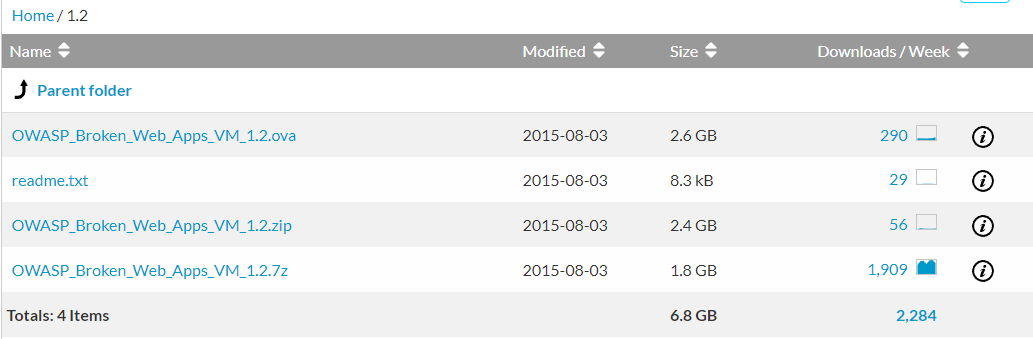 Home / 1.2
Name Modified Size Downloads / Week
Parent folder
OWASP_Broken_Web_Apps_VM_1.2.ova 2015-08-03 2.6 GB 290
readme.txt 2015-08-03 8.3 kB 29
OWASP_Broken_Web_Apps_VM_1.2.zip 2015-08-03 2.4 GB 56
OWASP_Broken_Web_Apps_VM_1.2.7z 2015-08-03 1.8 GB 1,909
Totals: 4 Items 6.8 GB 2,284